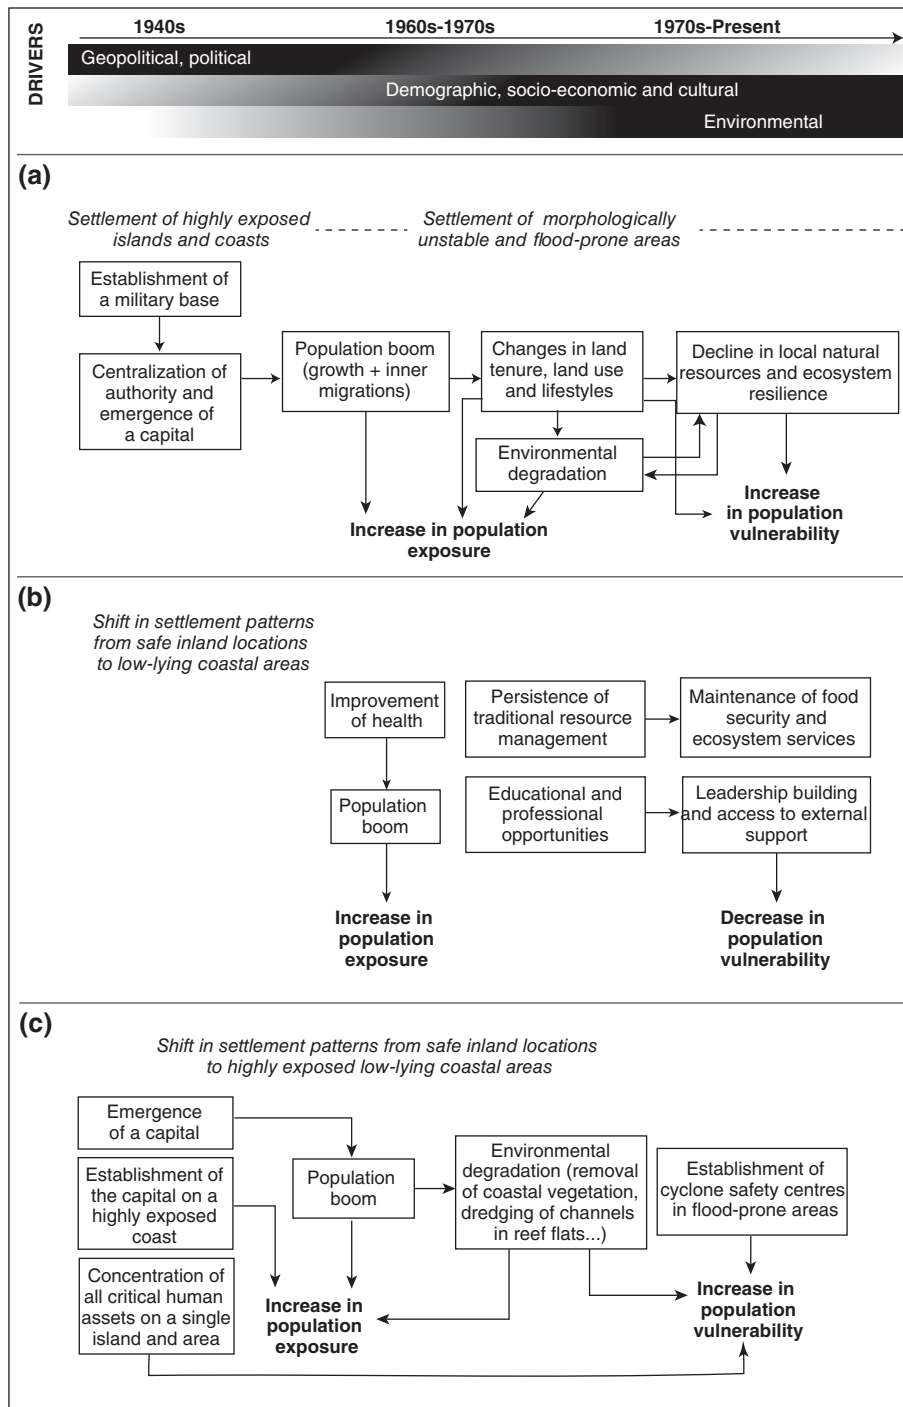 1940s
1960s-1970s
1970s-Present
DRIVERS
Geopolitical, political
Demographic, socio-economic and cultural
Environmental
(a)
Settlement of highly exposed
islands and coasts
Settlement of morphologically
unstable and flood-prone areas
Establishment of
a military base
Centralization of
authority and
emergence of
a capital
Population boom
(growth + inner
migrations)
Changes in land
tenure, land use
and lifestyles
Decline in local natural
resources and ecosystem
resilience
Environmental
degradation
Increase in population
exposure
Increase
in population
vulnerability
(b)
Shift in settlement patterns
from safe inland locations
to low-lying coastal areas
Improvement
of health
Persistence of
traditional resource
management
Maintenance of food
security and
ecosystem services
Population
boom
Educational and
professional
opportunities
Leadership building
and access to external
support
Increase in
population
exposure
Decrease in
population
vulnerability
(c)
Shift in settlement patterns from safe inland locations
to highly exposed low-lying coastal areas
Emergence
of a capital
Establishment of
the capital on a
highly exposed
coast
Concentration of
all critical human
assets on a single
island and area
Population
boom
Environmental
degradation (removal
of coastal vegetation,
dredging of channels
in reef flats...)
Establishment of
cyclone safety centres
in flood-prone areas
Increase in
population
exposure
Increase in
population
vulnerability